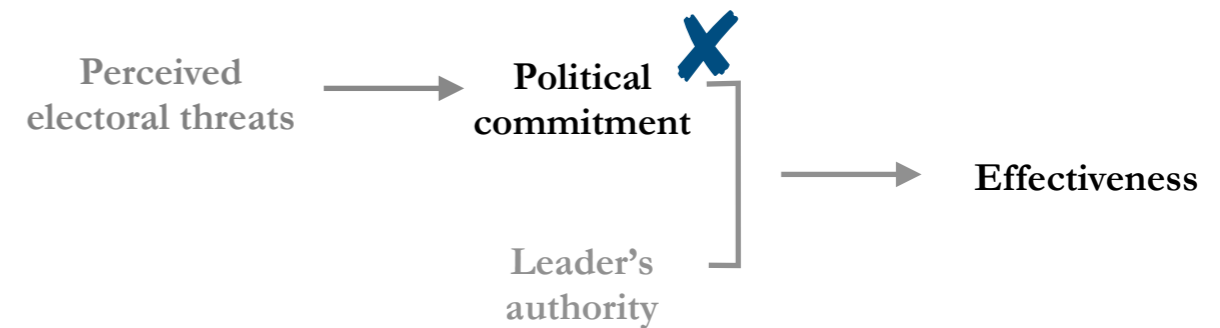 Perceived
electoral threats
Political
commitment
Effectiveness
Leader’s
authority